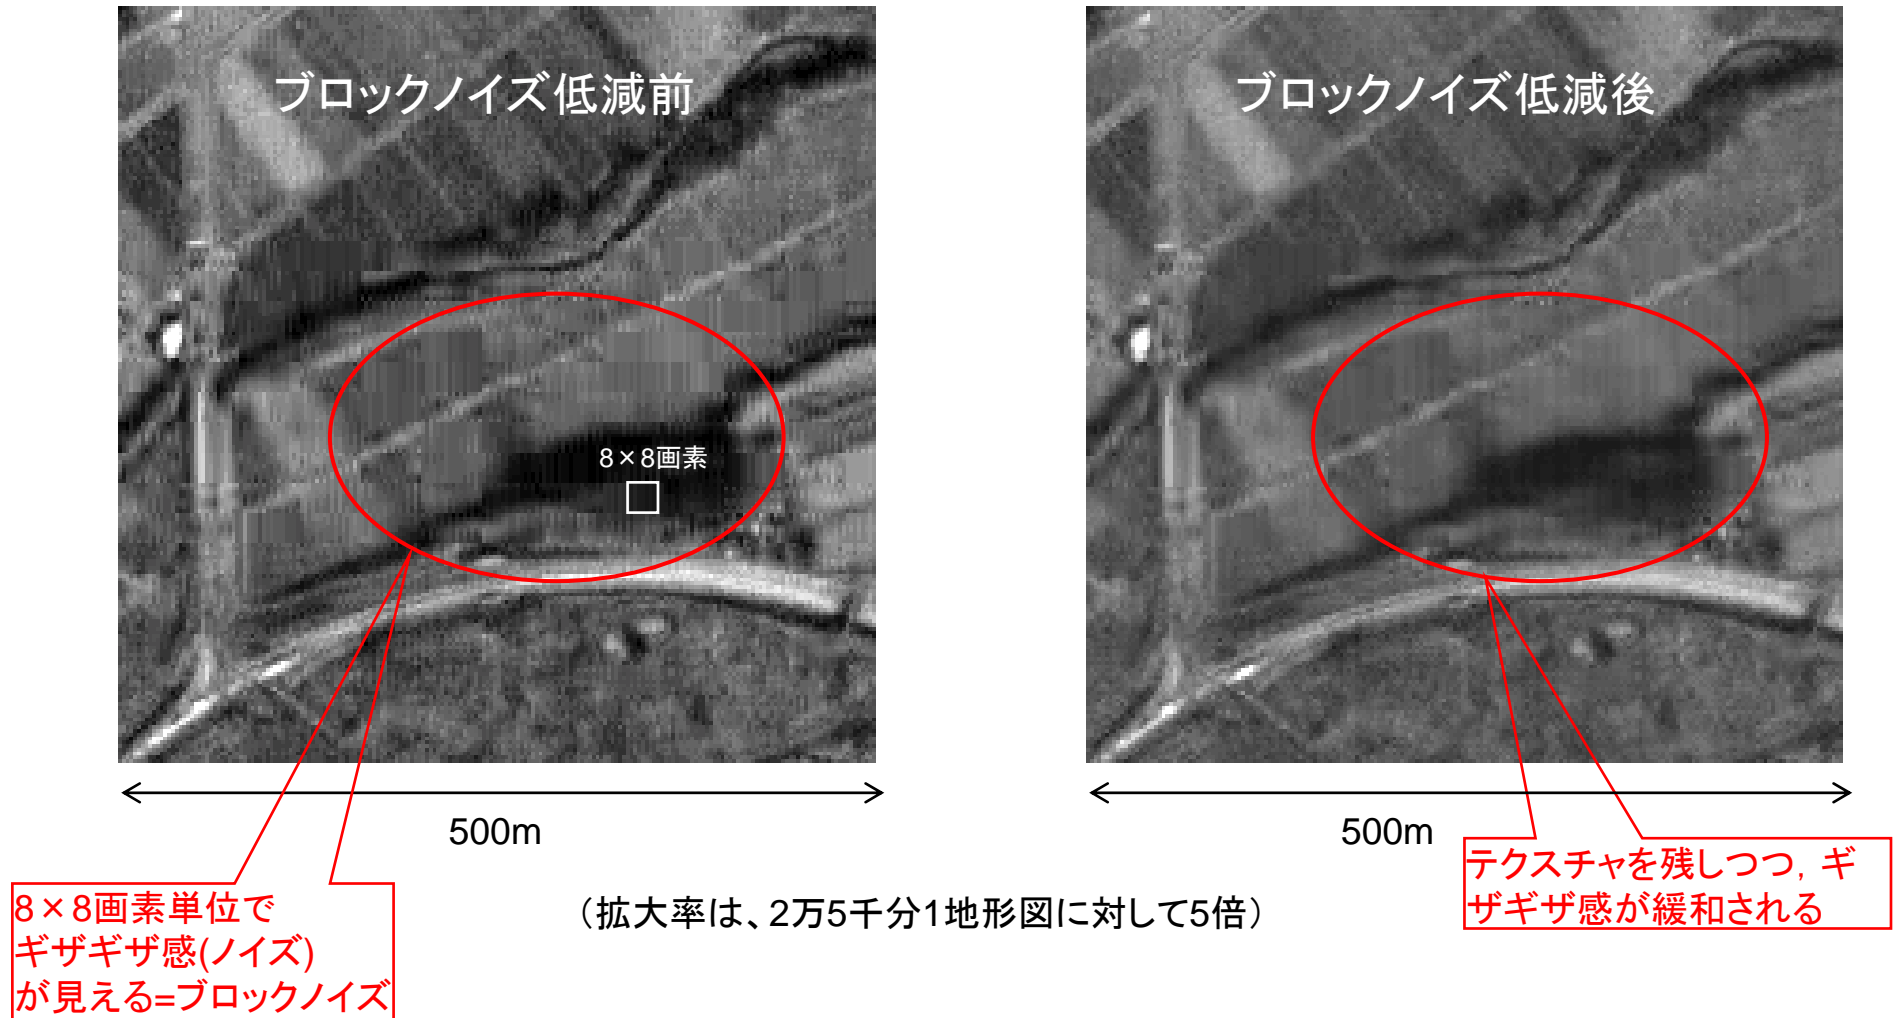 ブロックノイズ低減前
ブロックノイズ低減後
8×8画素
500m
500m
8×8画素単位で
ギザギザ感(ノイズ)
が見える=ブロックノイズ
（拡大率は、2万5千分1地形図に対して5倍）
テクスチャを残しつつ, ギ
ザギザ感が緩和される